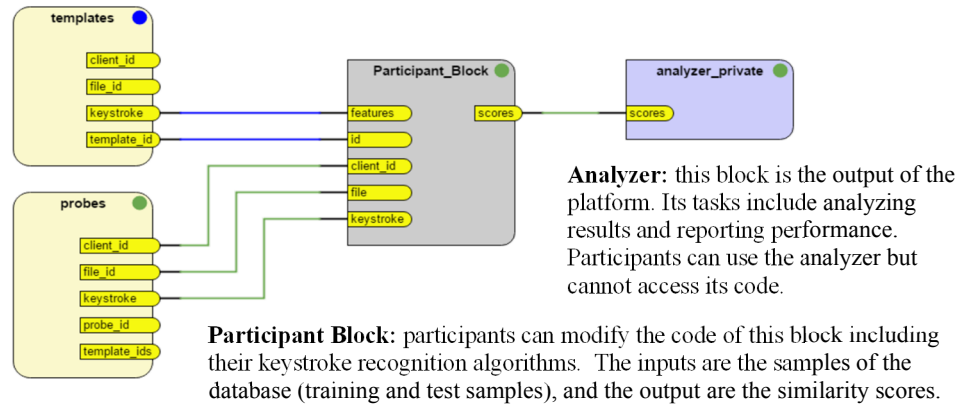 templates
client_id
file_id
keystroke
template_id
probes
client_id
file_id
keystroke
probe_id
template_ids
Participant_Block
features
id
client_id
file
keystroke
scores
analyzer_private
scores
Analyzer: this block is the output of the
platform. Its tasks include analyzing
results and reporting performance.
Participants can use the analyzer but
cannot access its code.
Participant Block: participants can modify the code of this block including
their keystroke recognition algorithms.  The inputs are the samples of the
database (training and test samples), and the output are the similarity scores.